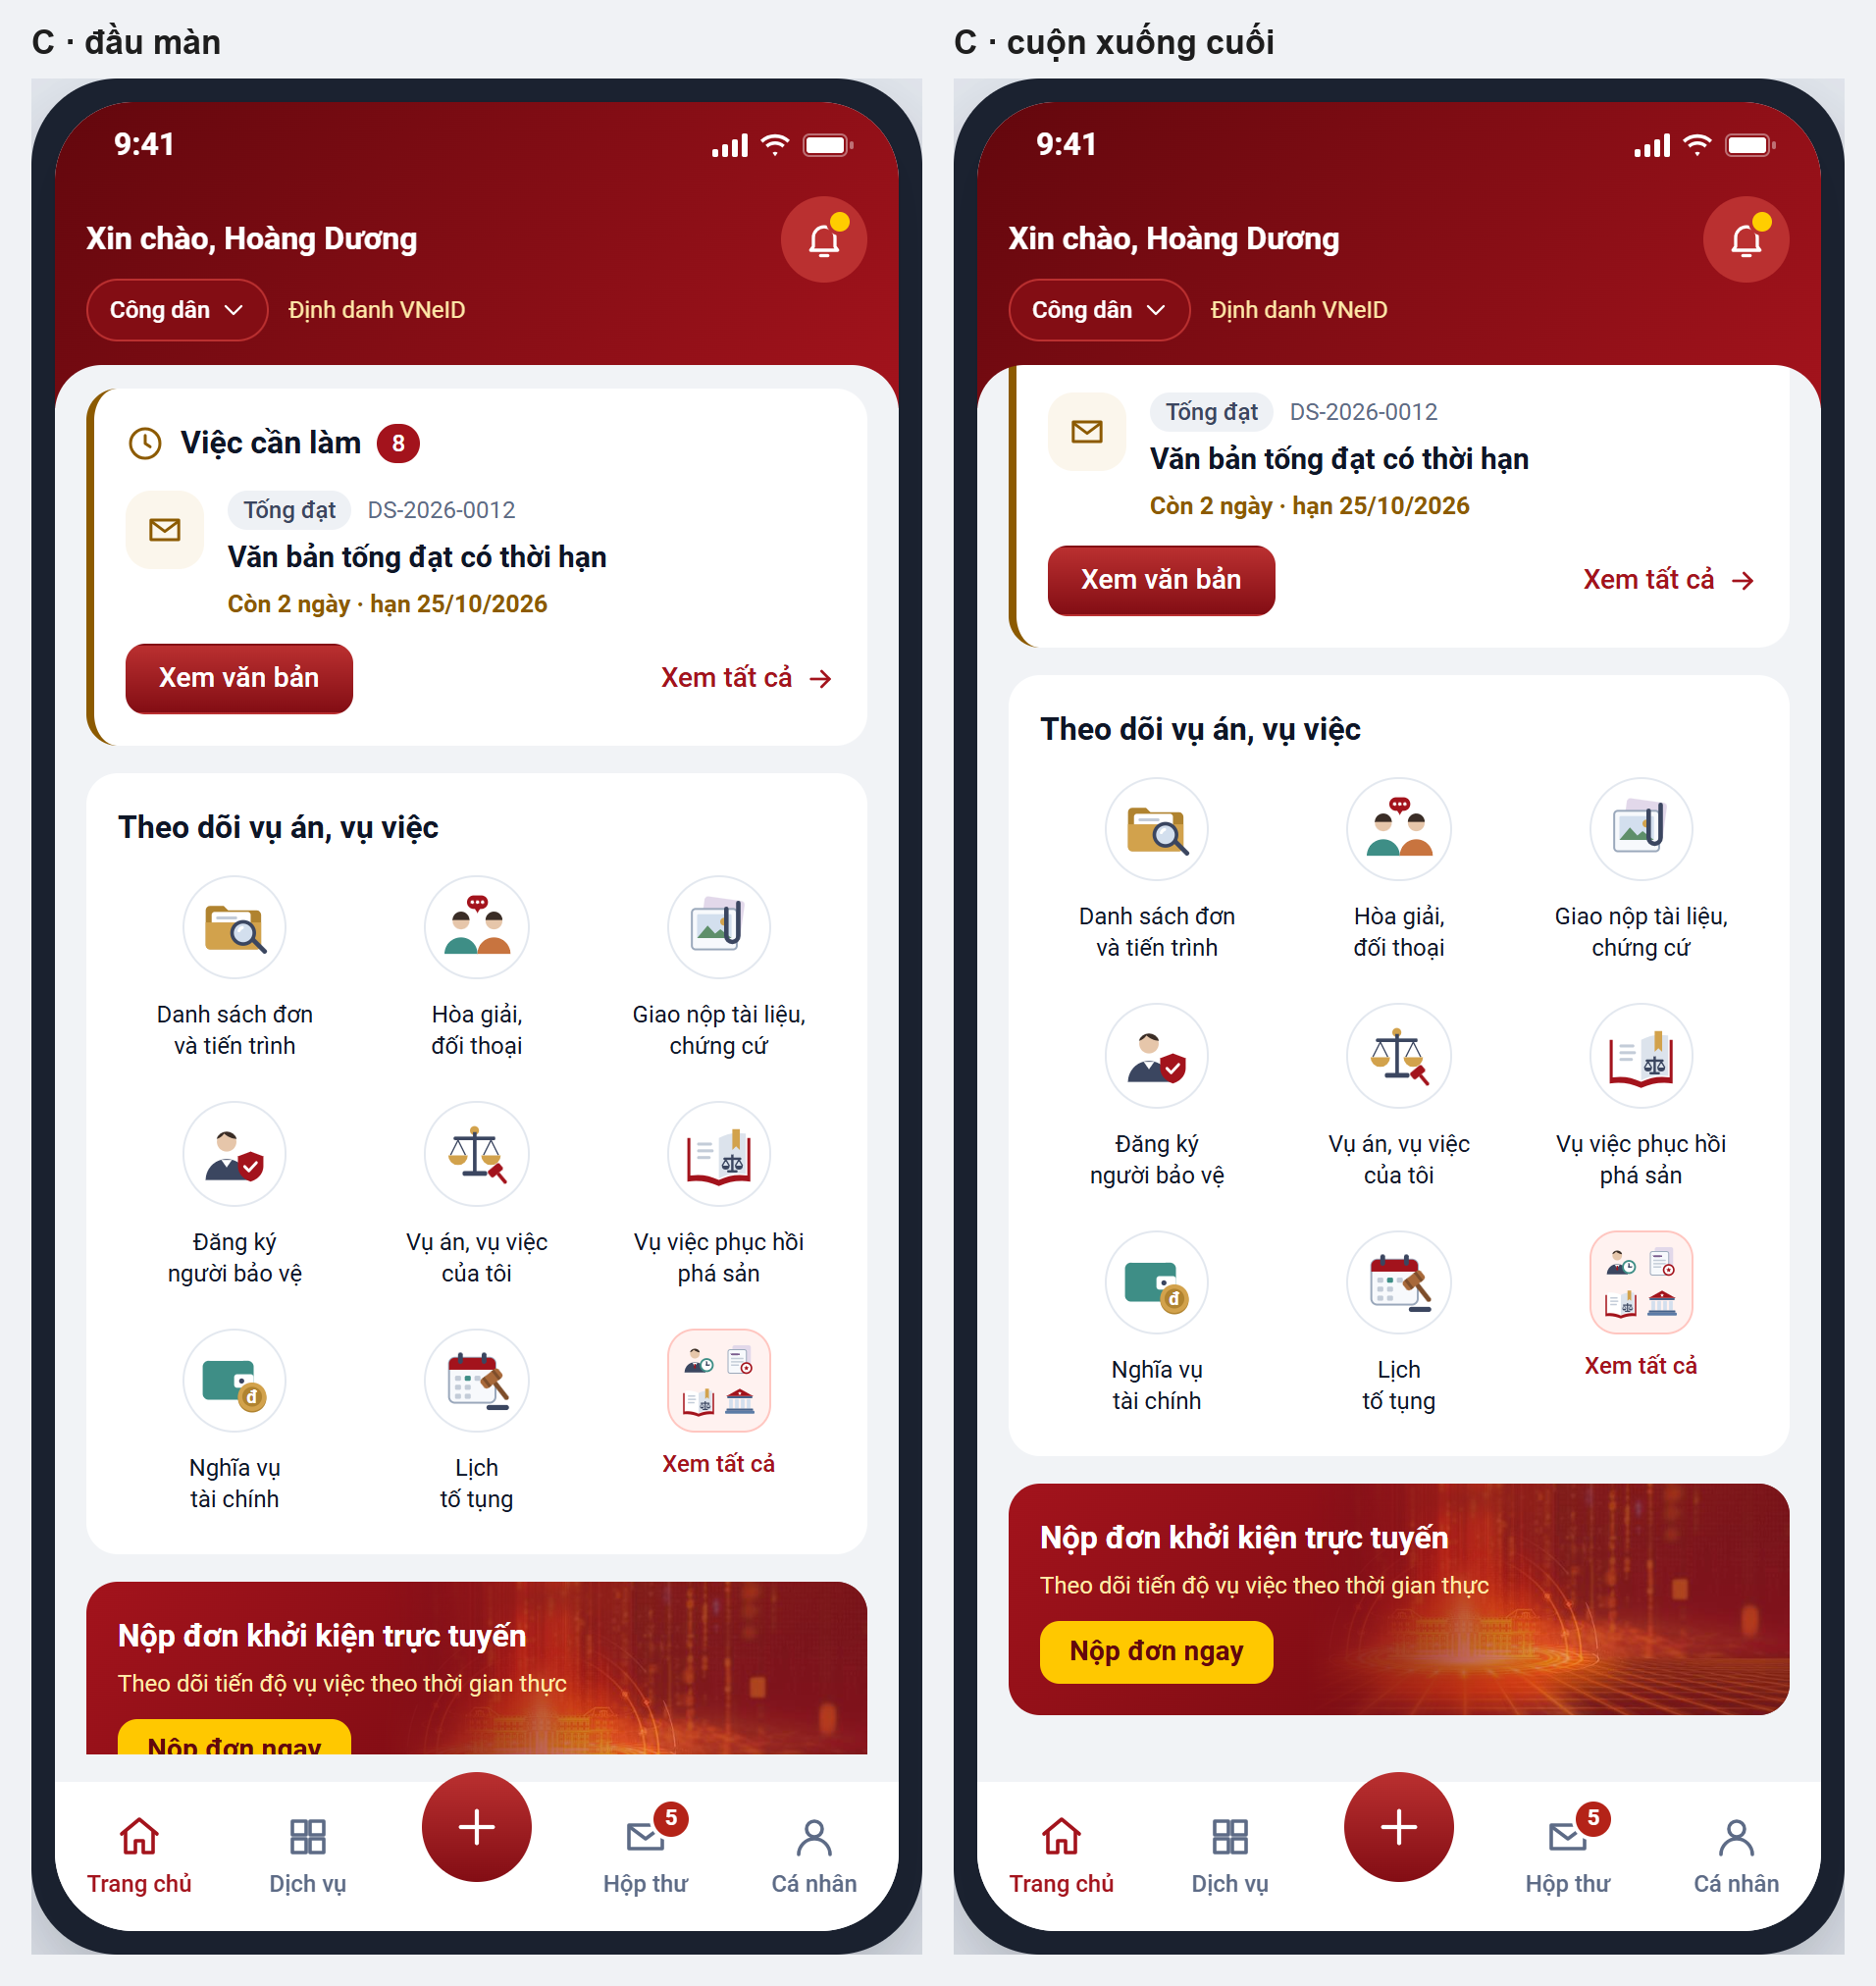 C · đầu màn
9:41
Xin chào, Hoàng Dương
Công dân
Định danh VNeID
Việc cần làm 8
Tống đạt DS-2026-0012
Văn bản tống đạt có thời hạn
Còn 2 ngày · hạn 25/10/2026
Xem văn bản
Xem tất cả
Theo dõi vụ án, vụ việc
Danh sách đơn
và tiến trình
Hòa giải,
đối thoại
Giao nộp tài liệu,
chứng cứ
Đăng ký
người bảo vệ
Vụ án, vụ việc
của tôi
Vụ việc phục hồi
phá sản
đ
Nghĩa vụ
tài chính
Lịch
tố tụng
Xem tất cả
Nộp đơn khởi kiện trực tuyến
Theo dõi tiến độ vụ việc theo thời gian thực
Nộp đơn ngay
Trang chủ
Dịch vụ
5
Hộp thư
Cá nhân
C · cuộn xuống cuối
9:41
Xin chào, Hoàng Dương
Công dân
Định danh VNeID
Tống đạt DS-2026-0012
Văn bản tống đạt có thời hạn
Còn 2 ngày · hạn 25/10/2026
Xem văn bản
Xem tất cả
Theo dõi vụ án, vụ việc
Danh sách đơn
và tiến trình
Hòa giải,
đối thoại
Giao nộp tài liệu,
chứng cứ
Đăng ký
người bảo vệ
Vụ án, vụ việc
của tôi
Vụ việc phục hồi
phá sản
đ
Nghĩa vụ
tài chính
Lịch
tố tụng
Xem tất cả
Nộp đơn khởi kiện trực tuyến
Theo dõi tiến độ vụ việc theo thời gian thực
Nộp đơn ngay
Trang chủ
Dịch vụ
5
Hộp thư
Cá nhân